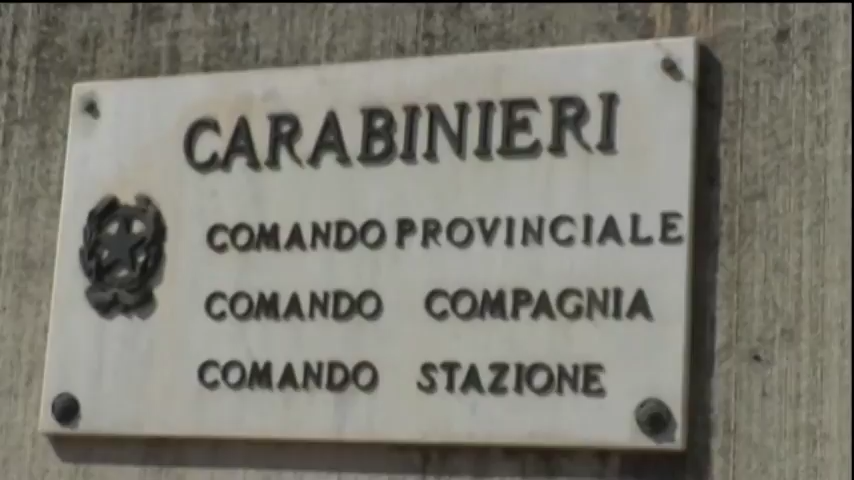 CARABINIERI
COMANDO PROVINCIALE
COMANDO COMPAGNIA
COMANDO STAZIONE